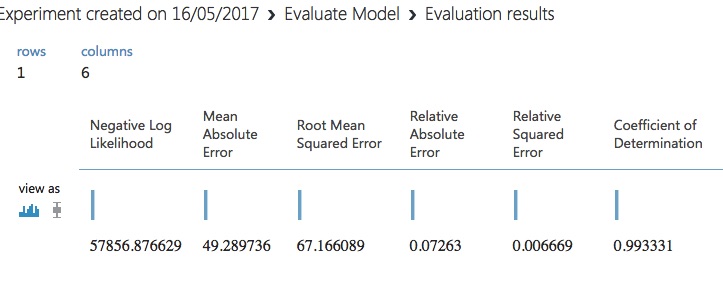 Experiment created on 16/05/2017 › Evaluate Model › Evaluation results
rows columns
1 6
Negative Log Likelihood
Mean Absolute Error
Root Mean Squared Error
Relative Absolute Error
Relative Squared Error
Coefficient of Determination
view as
57856.876629 49.289736 67.166089 0.07263 0.006669 0.993331